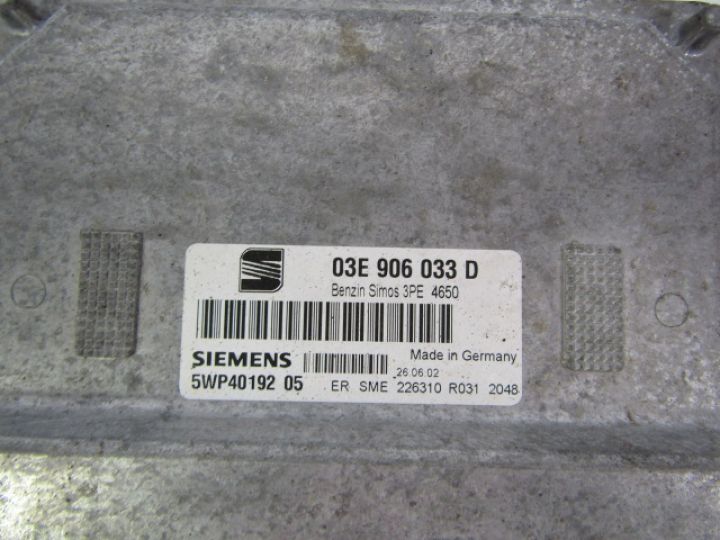 03E 906 033 D
Benzin Simos 3PE 4650
SIEMENS
Made in Germany
26.06.02
5WP40192 05
ER SME 226310 R031 2048